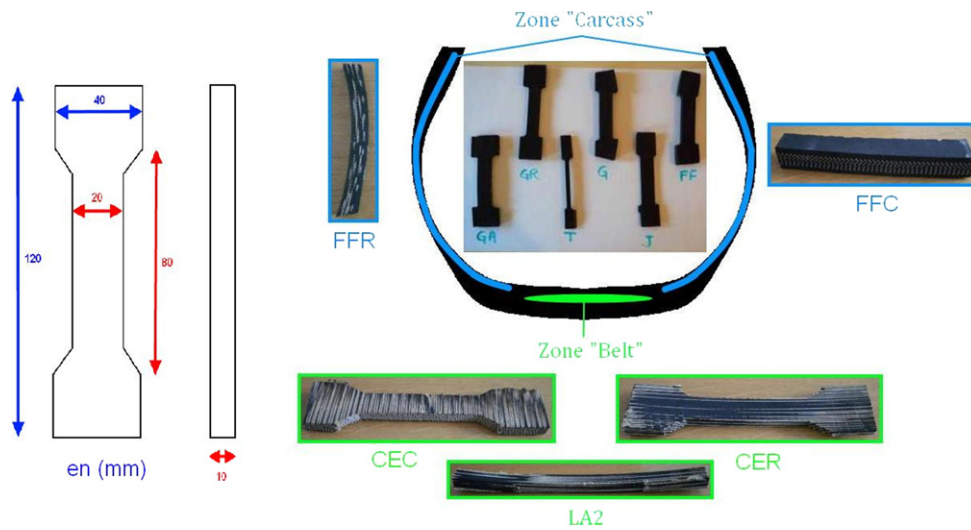 Zone "Carcass"
40
20
120
80
10
en (mm)
FFR
GR
G
FF
GA
T
J
FFC
Zone "Belt"
CEC
CER
LA2